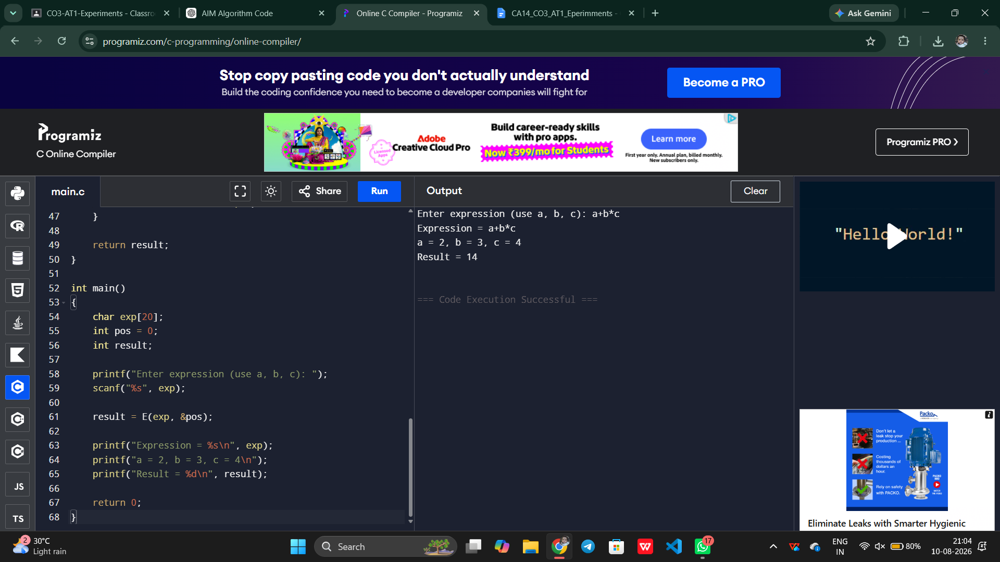 CO3-AT1-Experiments - Classro
AIM Algorithm Code
Online C Compiler - Programiz
CA14_CO3_AT1_Eperimments -
Ask Gemini
programiz.com/c-programming/online-compiler/
Stop copy pasting code you don't actually understand
Build the coding confidence you need to become a developer companies will fight for
Become a PRO
Programiz
C Online Compiler
Licensed Apps
Adobe
Creative Cloud Pro
Build career-ready skills
with pro apps.
Now ₹399/mo for Students
Learn more
First year only. Annual plan, billed monthly.
New subscribers only.
Programiz PRO ›
main.c
Share
Run
Output
Clear
47 }
48
49 return result;
50 }
51
52 int main()
53 {
54 char exp[20];
55 int pos = 0;
56 int result;
57
58 printf("Enter expression (use a, b, c): ");
59 scanf("%s", exp);
60
61 result = E(exp, &pos);
62
63 printf("Expression = %s\n", exp);
64 printf("a = 2, b = 3, c = 4\n");
65 printf("Result = %d\n", result);
66
67 return 0;
68 }
Enter expression (use a, b, c): a+b*c
Expression = a+b*c
a = 2, b = 3, c = 4
Result = 14
=== Code Execution Successful ===
"Hello World!"
JS
TS
Packo
Don't let a
leak stop your
production ...
Costing
thousands of
dollars an
hour.
Rely on safety
with PACKO.
Eliminate Leaks with Smarter Hygienic
2
30°C
Light rain
Search
17
ENG
IN
80%
21:04
10-08-2026